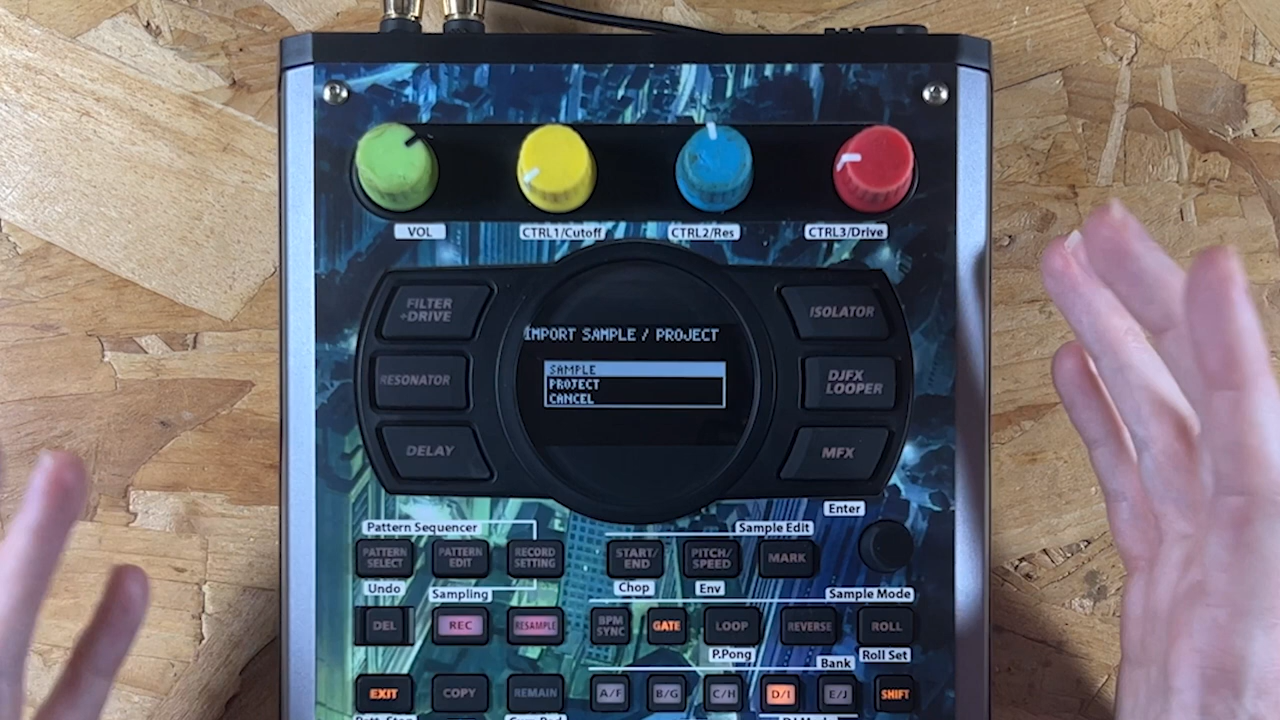 VOL
CTRL1/Cutoff
CTRL2/Res
CTRL3/Drive
FILTER
+DRIVE
ISOLATOR
IMPORT SAMPLE / PROJECT
SAMPLE
PROJECT
CANCEL
RESONATOR
DJFX
LOOPER
DELAY
MFX
Enter
Pattern Sequencer
Sample Edit
PATTERN
SELECT
PATTERN
EDIT
RECORD
SETTING
START/
END
PITCH/
SPEED
MARK
Undo
Sampling
Chop
Env
Sample Mode
DEL
REC
RESAMPLE
BPM
SYNC
GATE
LOOP
REVERSE
ROLL
P.Pong
Bank
Roll Set
EXIT
COPY
REMAIN
A/F
B/G
C/H
D/I
E/J
SHIFT